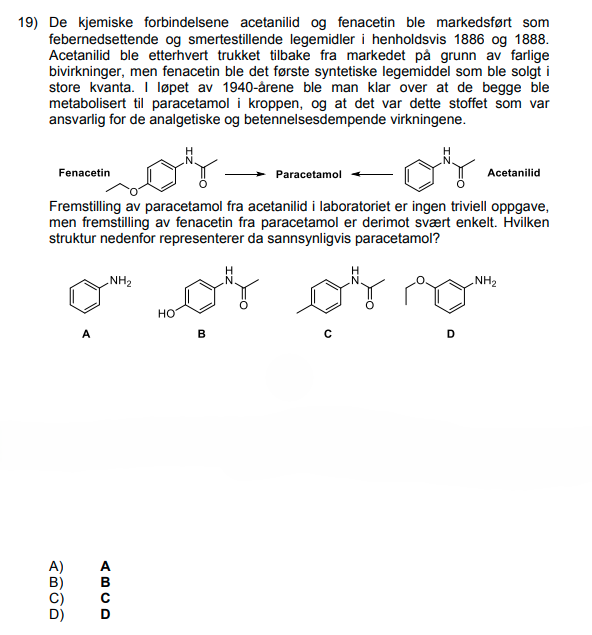 19) De kjemiske forbindelsene acetanilid og fenacetin ble markedsført som
febernedsettende og smertestillende legemidler i henholdsvis 1886 og 1888.
Acetanilid ble etterhvert trukket tilbake fra markedet på grunn av farlige
bivirkninger, men fenacetin ble det første syntetiske legemiddel som ble solgt i
store kvanta. I løpet av 1940-årene ble man klar over at de begge ble
metabolisert til paracetamol i kroppen, og at det var dette stoffet som var
ansvarlig for de analgetiske og betennelsesdempende virkningene.
H
N
O
O
Fenacetin
Paracetamol
H
N
O
Acetanilid
Fremstilling av paracetamol fra acetanilid i laboratoriet er ingen triviell oppgave,
men fremstilling av fenacetin fra paracetamol er derimot svært enkelt. Hvilken
struktur nedenfor representerer da sannsynligvis paracetamol?
NH2
H
N
O
HO
H
N
O
O
NH2
A B C D
A) A
B) B
C) C
D) D